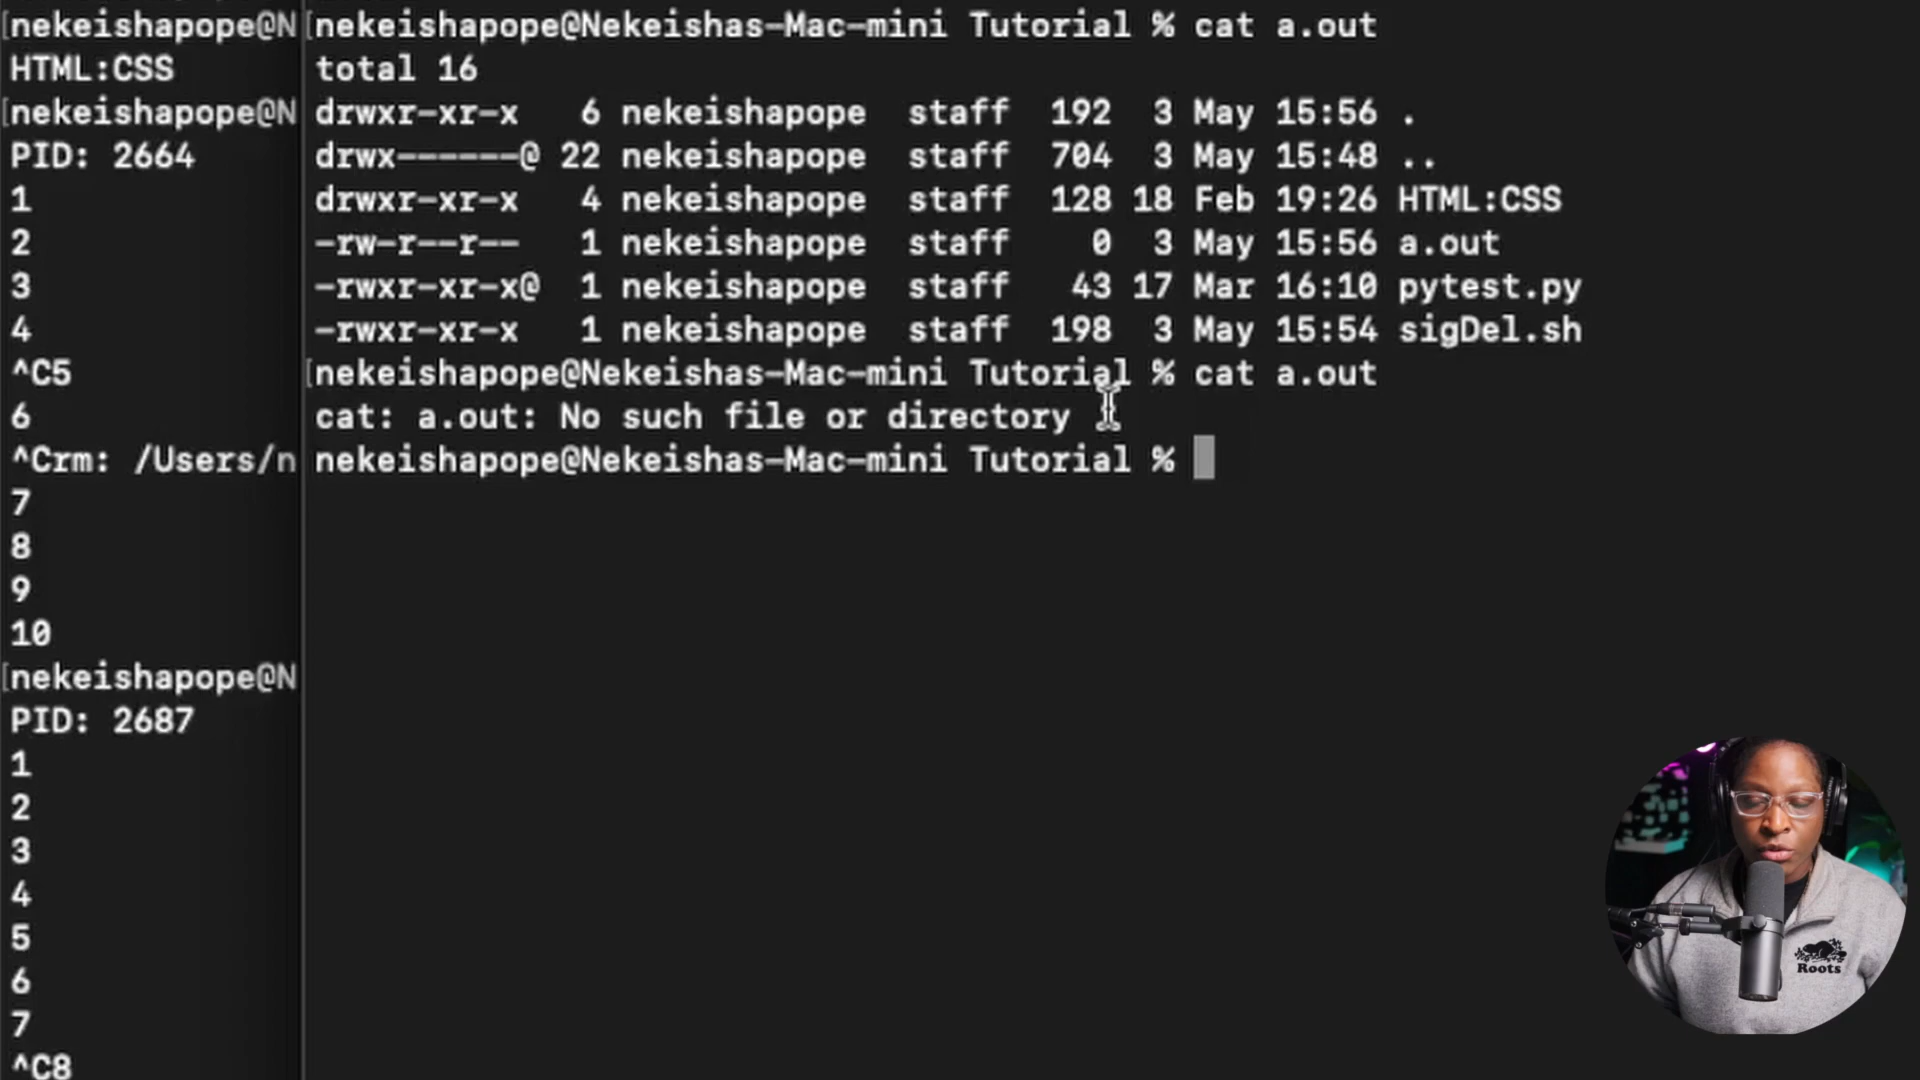 [nekeishapope@N
HTML:CSS
[nekeishapope@N
PID: 2664
1
2
3
4
^C5
6
^Crm: /Users/n
7
8
9
10
[nekeishapope@N
PID: 2687
1
2
3
4
5
6
7
^C8
[nekeishapope@Nekeishas-Mac-mini Tutorial % cat a.out
total 16
drwxr-xr-x   6 nekeishapope  staff  192  3 May 15:56 .
drwx------@ 22 nekeishapope  staff  704  3 May 15:48 ..
drwxr-xr-x   4 nekeishapope  staff  128 18 Feb 19:26 HTML:CSS
-rw-r--r--   1 nekeishapope  staff    0  3 May 15:56 a.out
-rwxr-xr-x@  1 nekeishapope  staff   43 17 Mar 16:10 pytest.py
-rwxr-xr-x   1 nekeishapope  staff  198  3 May 15:54 sigDel.sh
[nekeishapope@Nekeishas-Mac-mini Tutorial % cat a.out
cat: a.out: No such file or directory
nekeishapope@Nekeishas-Mac-mini Tutorial %
Roots